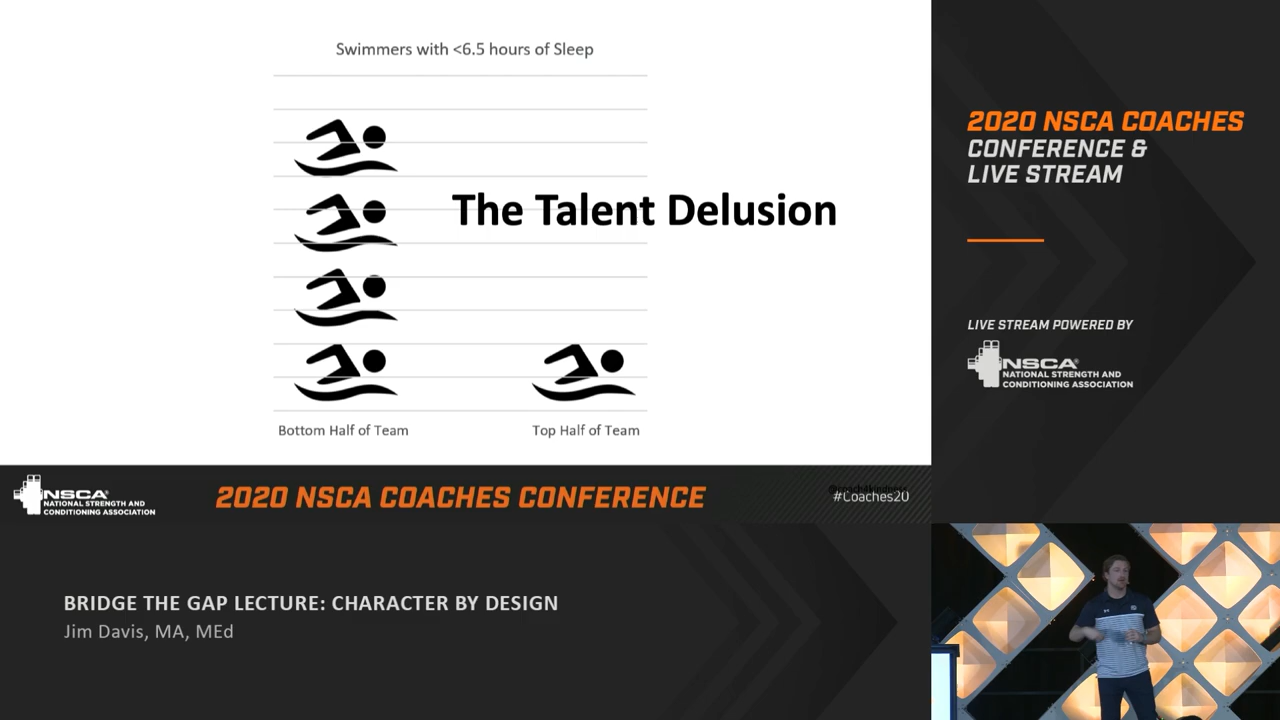 Swimmers with <6.5 hours of Sleep
The Talent Delusion
Bottom Half of Team
Top Half of Team
2020 NSCA COACHES
CONFERENCE &
LIVE STREAM
LIVE STREAM POWERED BY
NSCA®
NATIONAL STRENGTH AND
CONDITIONING ASSOCIATION
NSCA®
NATIONAL STRENGTH AND
CONDITIONING ASSOCIATION
2020 NSCA COACHES CONFERENCE
@coach4kindness
#Coaches20
BRIDGE THE GAP LECTURE: CHARACTER BY DESIGN
Jim Davis, MA, MEd